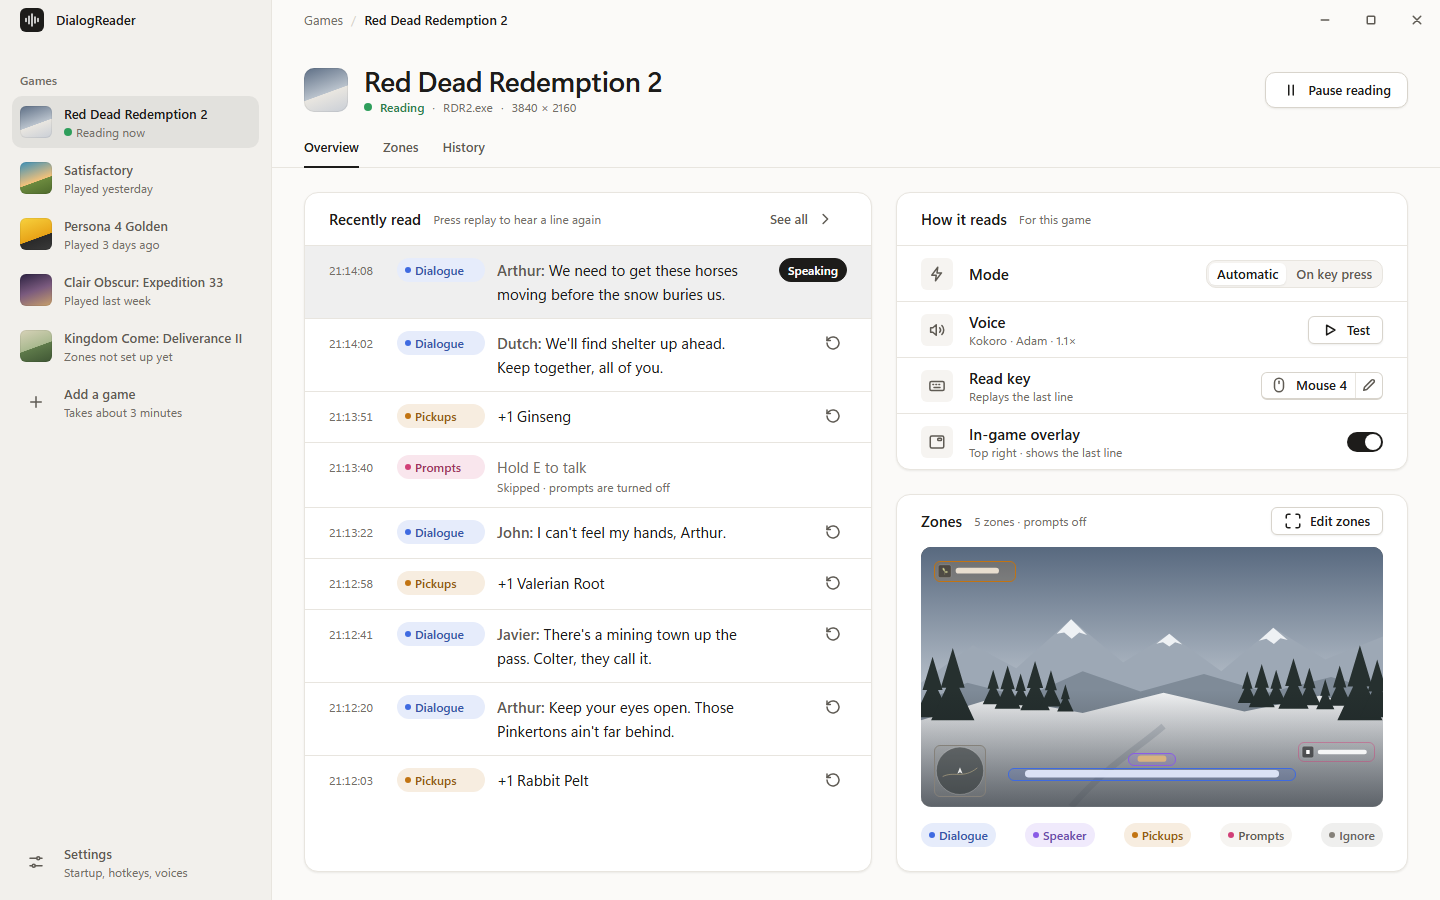 DialogReader
Games
Red Dead Redemption 2
Reading now
Satisfactory
Played yesterday
Persona 4 Golden
Played 3 days ago
Clair Obscur: Expedition 33
Played last week
Kingdom Come: Deliverance II
Zones not set up yet
Add a game
Takes about 3 minutes
Settings
Startup, hotkeys, voices
Games / Red Dead Redemption 2
Red Dead Redemption 2
Reading · RDR2.exe · 3840 × 2160
Pause reading
Overview Zones History
Recently read Press replay to hear a line again See all
21:14:08 Dialogue Arthur: We need to get these horses Speaking
moving before the snow buries us.
21:14:02 Dialogue Dutch: We'll find shelter up ahead.
Keep together, all of you.
21:13:51 Pickups +1 Ginseng
21:13:40 Prompts Hold E to talk
Skipped · prompts are turned off
21:13:22 Dialogue John: I can't feel my hands, Arthur.
21:12:58 Pickups +1 Valerian Root
21:12:41 Dialogue Javier: There's a mining town up the
pass. Colter, they call it.
21:12:20 Dialogue Arthur: Keep your eyes open. Those
Pinkertons ain't far behind.
21:12:03 Pickups +1 Rabbit Pelt
How it reads For this game
Mode Automatic On key press
Voice
Kokoro · Adam · 1.1×
Test
Read key
Replays the last line
Mouse 4
In-game overlay
Top right · shows the last line
Zones 5 zones · prompts off Edit zones
Dialogue Speaker Pickups Prompts Ignore